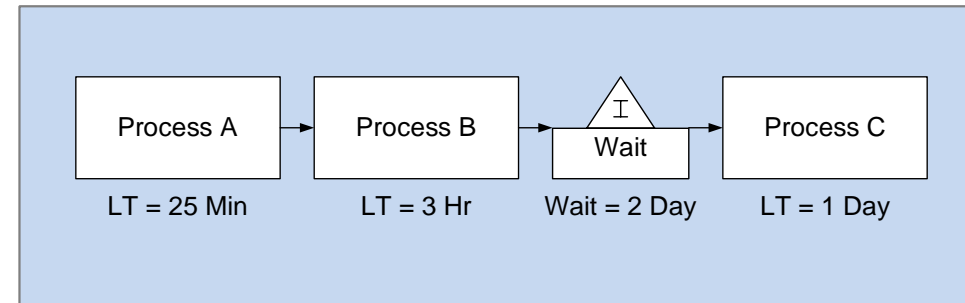 Process A
Process B
I
Wait
Process C
LT = 25 Min
LT = 3 Hr
Wait = 2 Day
LT = 1 Day